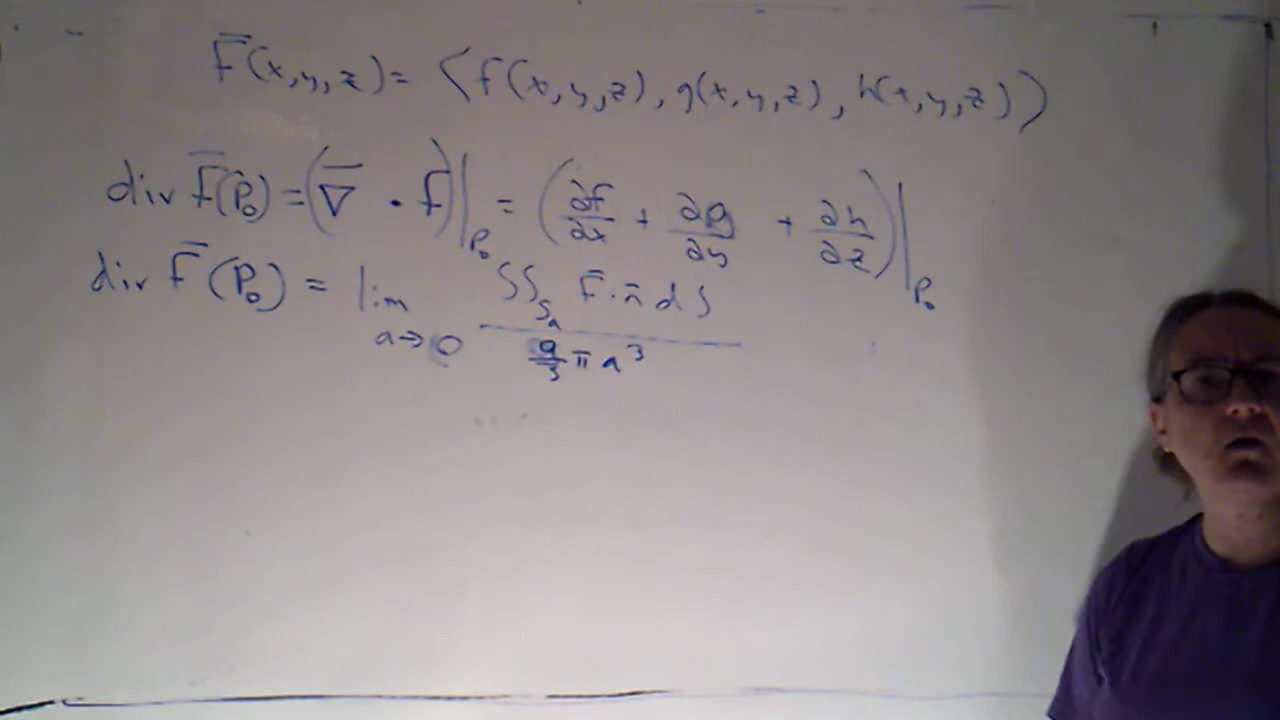 F̄(x,y,z) = ⟨f(x,y,z), g(x,y,z), h(x,y,z)⟩
div F̄(P₀) = (∇̄ · F)|P₀ = (∂f/∂x + ∂g/∂y + ∂h/∂z)|P₀
div F̄(P₀) = lim a→0 ∫∫Sₐ F̄·n̄ dS / 4/3 π a³